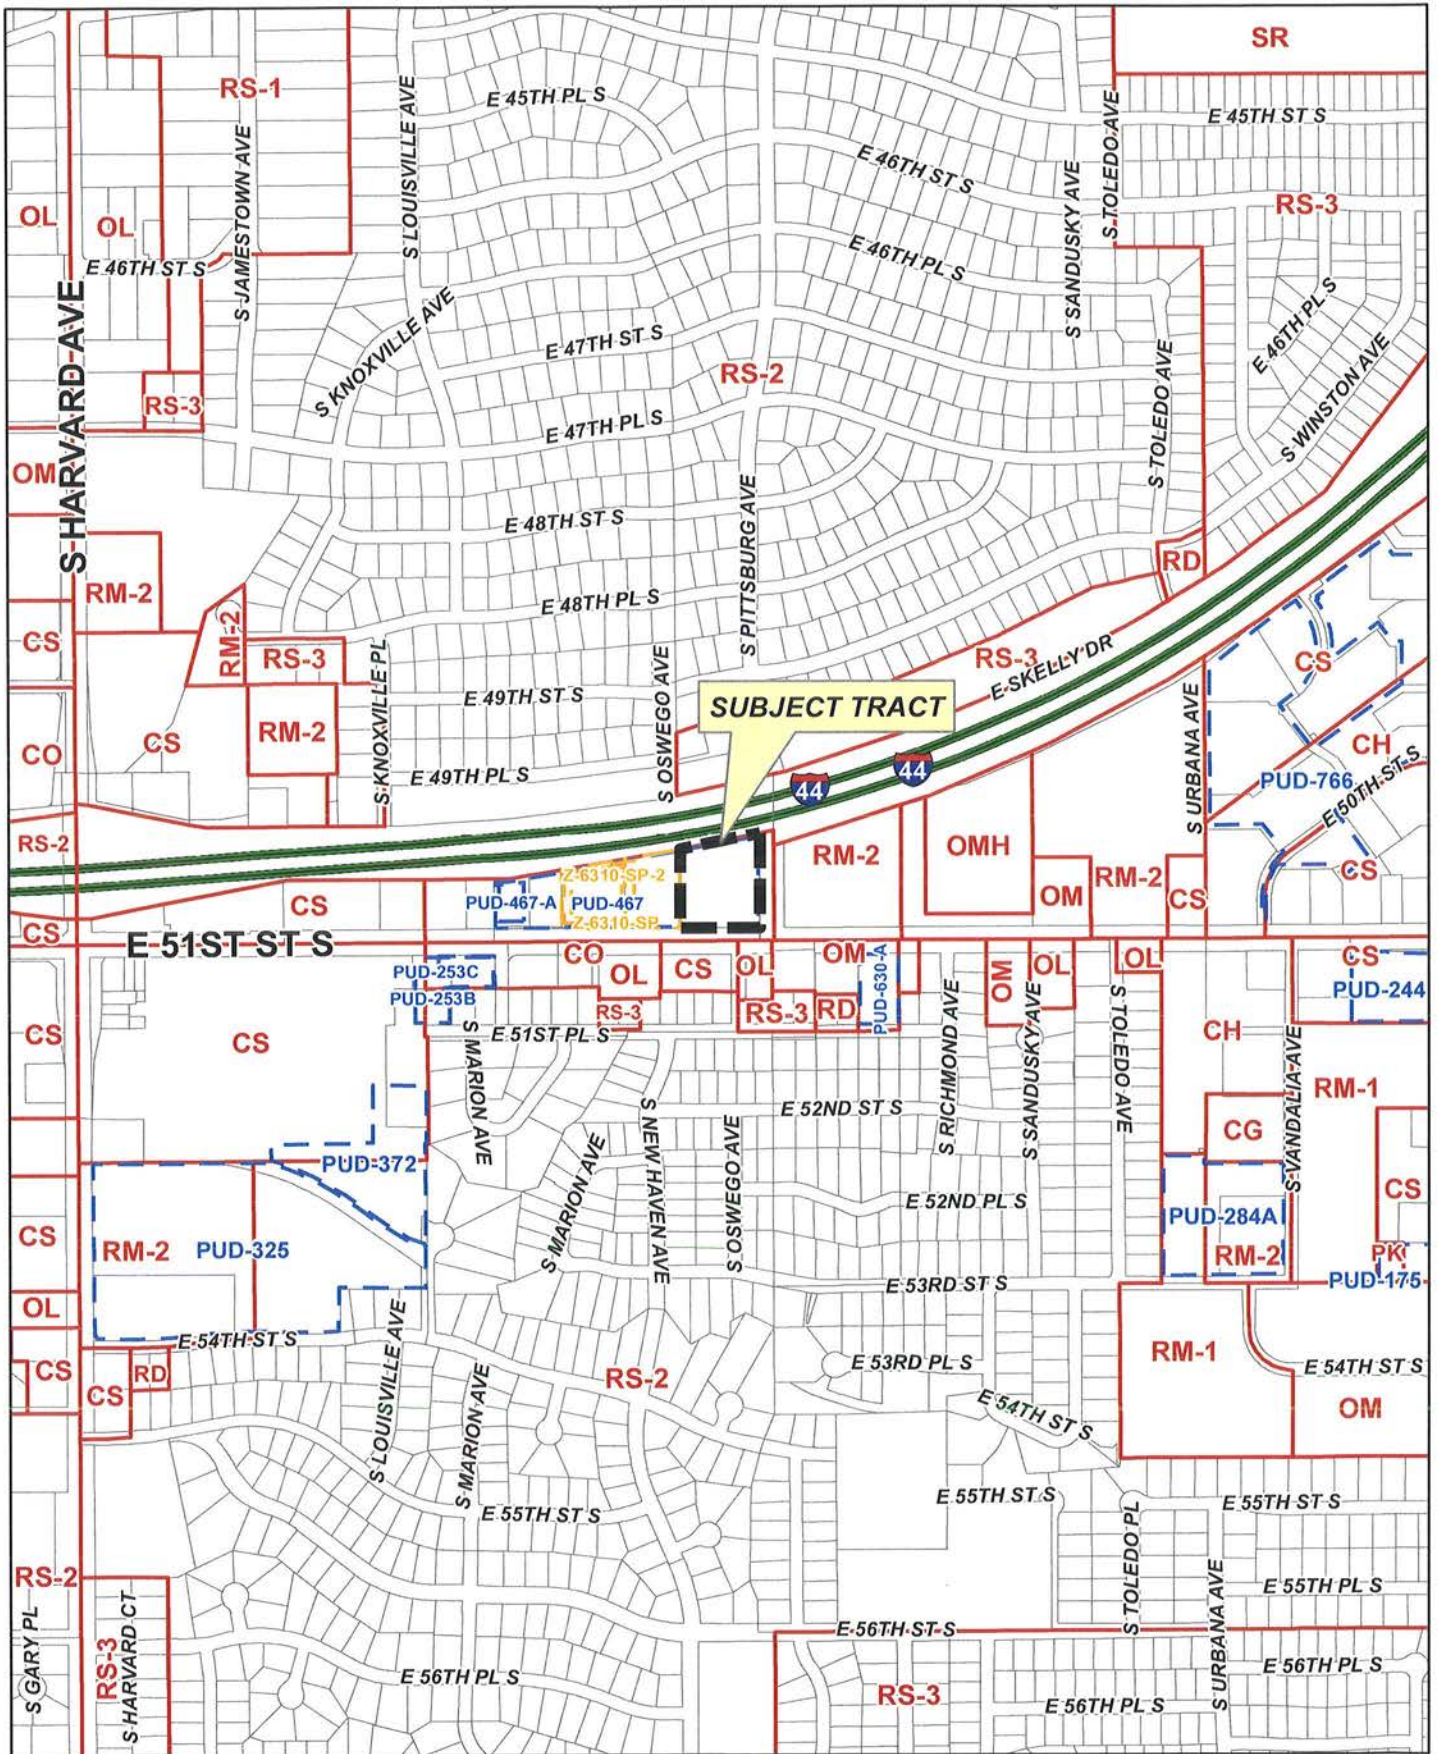 SR
RS-1
E 45TH PL S
E 45TH ST S
S JAMESTOWN AVE
S LOUISVILLE AVE
E 46TH ST S
S SANDUSKY AVE
S TOLEDO AVE
RS-3
OL
OL
E 46TH ST S
E 46TH PL S
S HARVARD AVE
S KNOXVILLE AVE
E 47TH ST S
E 46TH PL S
S WINSTON AVE
RS-2
RS-3
E 47TH PL S
S TOLEDO AVE
OM
E 48TH ST S
S PITTSBURG AVE
RD
RM-2
E 48TH PL S
CS
RM-2
RS-3
S KNOXVILLE PL
S OSWEGO AVE
RS-3
E SKELLY DR
CS
E 49TH ST S
SUBJECT TRACT
S URBANA AVE
RM-2
CS
CO
CH
E 49TH PL S
44
44
PUD-766
E 50TH ST S
RS-2
RM-2
OMH
CS
Z-6310-SP-2
RM-2
OM
CS
CS
PUD-467-A
PUD-467
Z-6310-SP
CS
E 51ST ST S
CO
OL
CS
OL
OM
PUD-630-A
OM
OL
OL
CS
PUD-253C
PUD-244
PUD-253B
RS-3
RS-3
RD
CS
CS
S MARION AVE
E 51ST PL S
S RICHMOND AVE
S SANDUSKY AVE
S TOLEDO AVE
CH
S VANDALIA AVE
RM-1
E 52ND ST S
CG
S MARION AVE
S NEW HAVEN AVE
S OSWEGO AVE
PUD-372
CS
E 52ND PL S
PUD-284A
CS
RM-2
PUD-325
RM-2
PK
PUD-175
E 53RD ST S
OL
E 54TH ST S
S LOUISVILLE AVE
RM-1
E 53RD PL S
E 54TH ST S
CS
RD
CS
RS-2
S MARION AVE
E 54TH ST S
OM
E 55TH ST S
E 55TH ST S
E 55TH ST S
S TOLEDO PL
RS-2
E 55TH PL S
S GARY PL
RS-3
S HARVARD CT
E 56TH ST S
S URBANA AVE
E 56TH PL S
E 56TH PL S
RS-3
E 56TH PL S